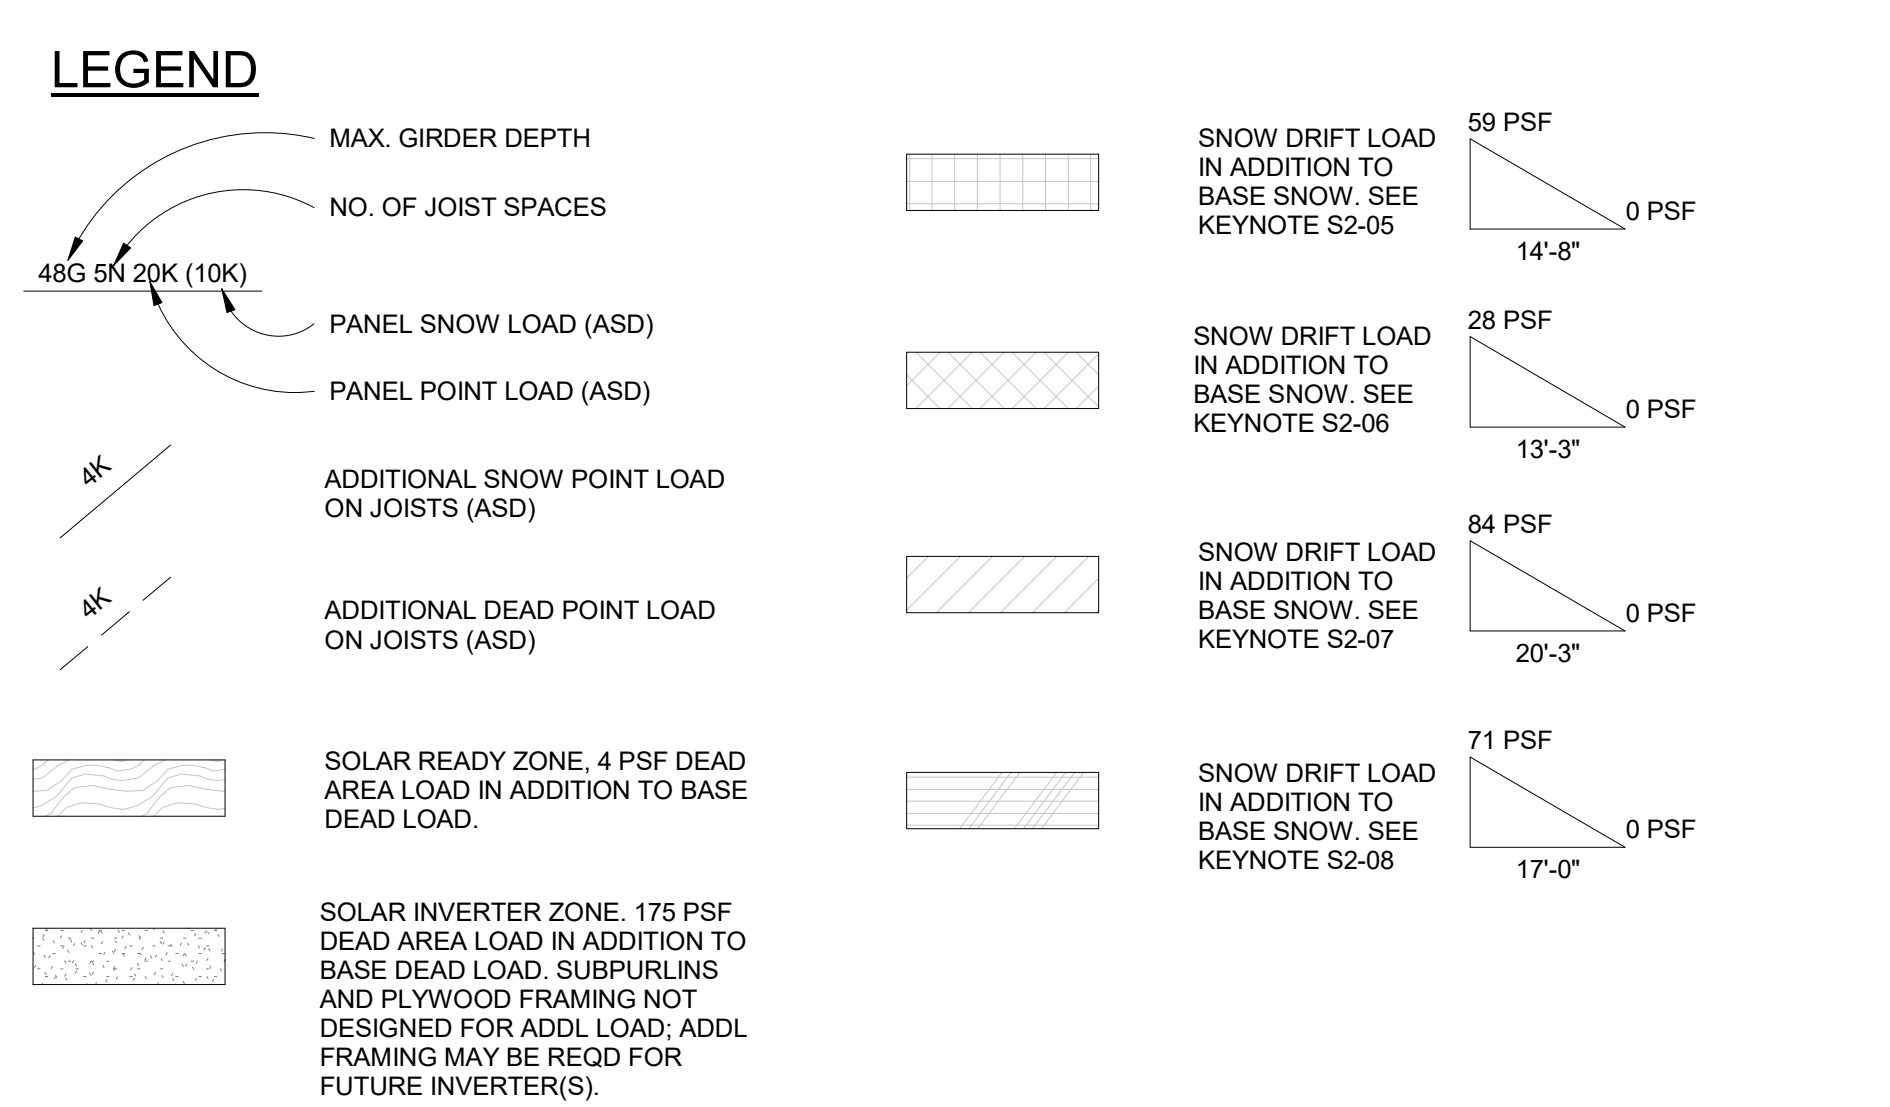 LEGEND
MAX. GIRDER DEPTH
NO. OF JOIST SPACES
48G 5N 20K (10K)
PANEL SNOW LOAD (ASD)
PANEL POINT LOAD (ASD)
4K
ADDITIONAL SNOW POINT LOAD
ON JOISTS (ASD)
4K
ADDITIONAL DEAD POINT LOAD
ON JOISTS (ASD)
SOLAR READY ZONE, 4 PSF DEAD
AREA LOAD IN ADDITION TO BASE
DEAD LOAD.
SOLAR INVERTER ZONE. 175 PSF
DEAD AREA LOAD IN ADDITION TO
BASE DEAD LOAD. SUBPURLINS
AND PLYWOOD FRAMING NOT
DESIGNED FOR ADDL LOAD; ADDL
FRAMING MAY BE REQD FOR
FUTURE INVERTER(S).
SNOW DRIFT LOAD
IN ADDITION TO
BASE SNOW. SEE
KEYNOTE S2-05
59 PSF
0 PSF
14'-8"
SNOW DRIFT LOAD
IN ADDITION TO
BASE SNOW. SEE
KEYNOTE S2-06
28 PSF
0 PSF
13'-3"
SNOW DRIFT LOAD
IN ADDITION TO
BASE SNOW. SEE
KEYNOTE S2-07
84 PSF
0 PSF
20'-3"
SNOW DRIFT LOAD
IN ADDITION TO
BASE SNOW. SEE
KEYNOTE S2-08
71 PSF
0 PSF
17'-0"